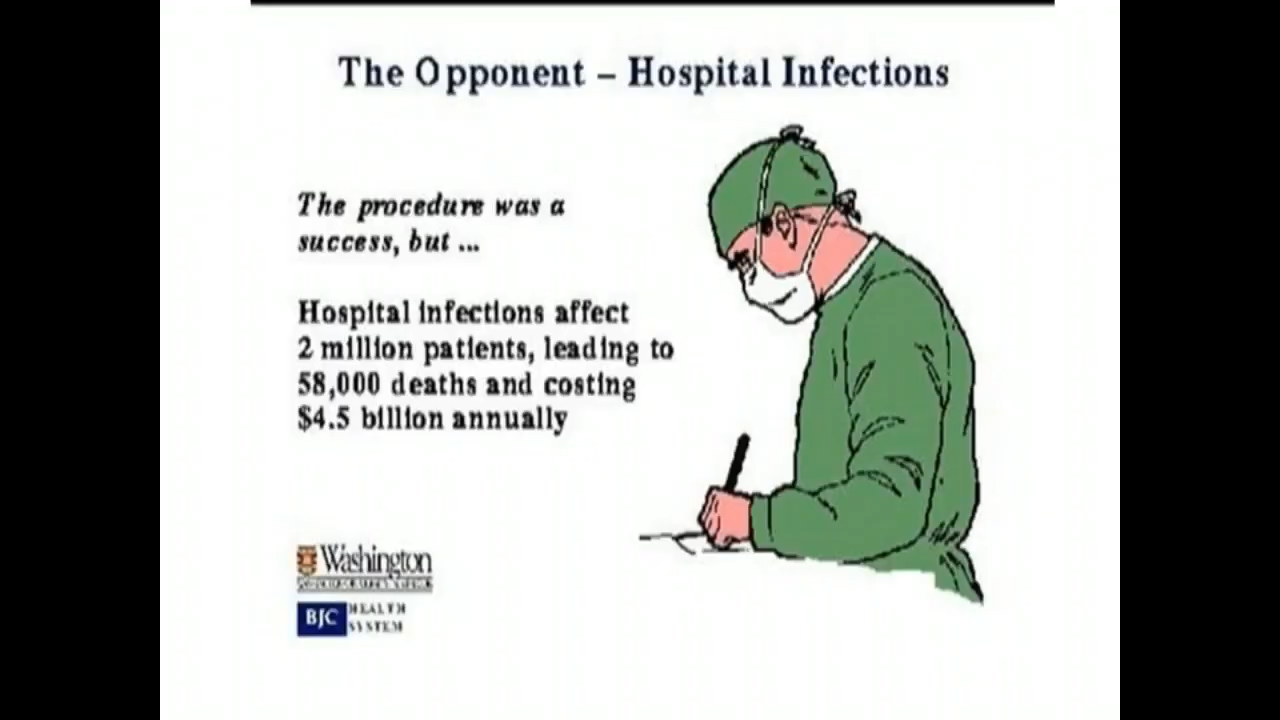 The Opponent – Hospital Infections
The procedure was a
success, but ...
Hospital infections affect
2 million patients, leading to
58,000 deaths and costing
$4.5 billion annually
Washington
BJC HEALTH
SYSTEM